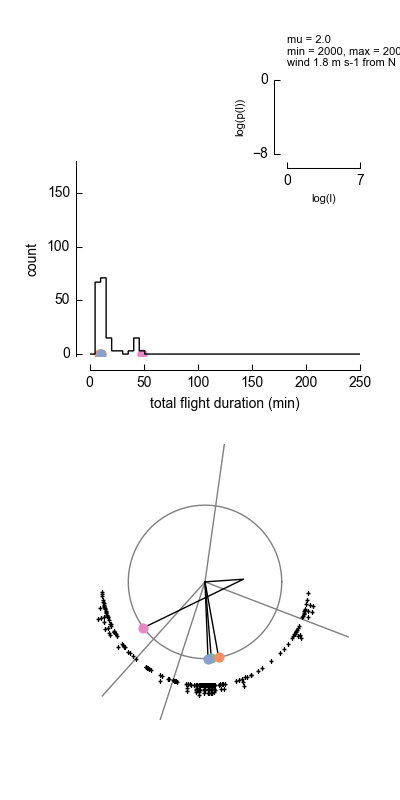 mu = 2.0
min = 2000, max = 200
wind 1.8 m s-1 from N
0
log(p(l))
−8
0 7
log(l)
150
count
100
50
0
0 50 100 150 200 250
total flight duration (min)